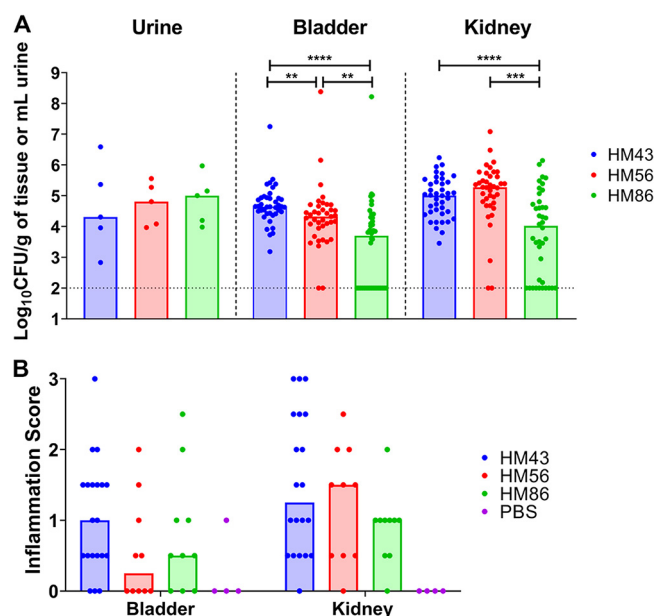 A
Urine Bladder Kidney
**** ****
** ** ***
Log10CFU/g of tissue or mL urine
9
8
7
6
5
4
3
2
1
HM43
HM56
HM86
B
Inflammation Score
3
2
1
0
HM43
HM56
HM86
PBS
Bladder Kidney